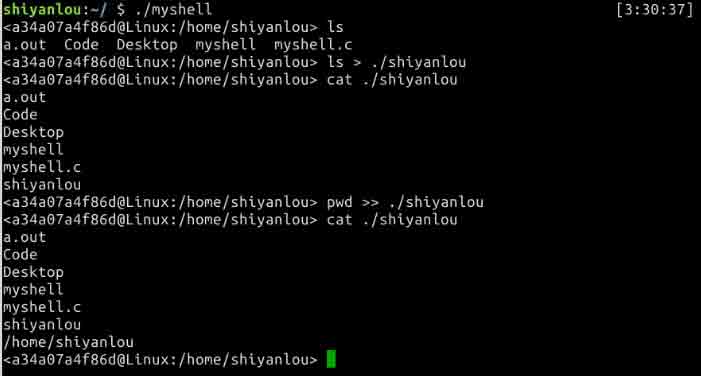 shiyanlou:~/ $ ./myshell [3:30:37]
<a34a07a4f86d@Linux:/home/shiyanlou> ls
a.out  Code  Desktop  myshell  myshell.c
<a34a07a4f86d@Linux:/home/shiyanlou> ls > ./shiyanlou
<a34a07a4f86d@Linux:/home/shiyanlou> cat ./shiyanlou
a.out
Code
Desktop
myshell
myshell.c
shiyanlou
<a34a07a4f86d@Linux:/home/shiyanlou> pwd >> ./shiyanlou
<a34a07a4f86d@Linux:/home/shiyanlou> cat ./shiyanlou
a.out
Code
Desktop
myshell
myshell.c
shiyanlou
/home/shiyanlou
<a34a07a4f86d@Linux:/home/shiyanlou>